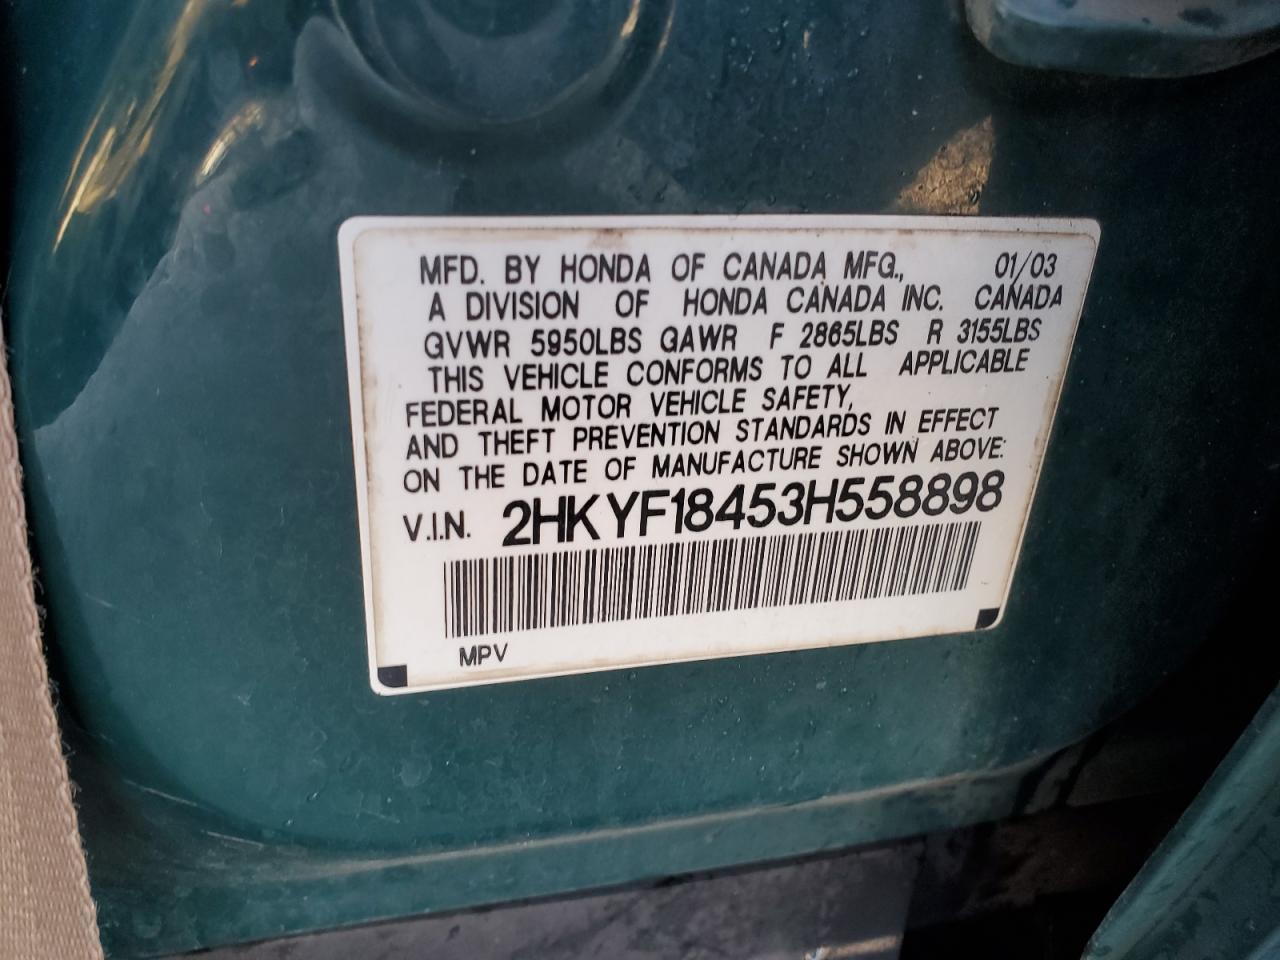 MFD. BY HONDA OF CANADA MFG., 01/03
A DIVISION OF HONDA CANADA INC. CANADA
GVWR 5950LBS GAWR F 2865LBS R 3155LBS
THIS VEHICLE CONFORMS TO ALL APPLICABLE
FEDERAL MOTOR VEHICLE SAFETY,
AND THEFT PREVENTION STANDARDS IN EFFECT
ON THE DATE OF MANUFACTURE SHOWN ABOVE:
V.I.N. 2HKYF18453H558898
MPV